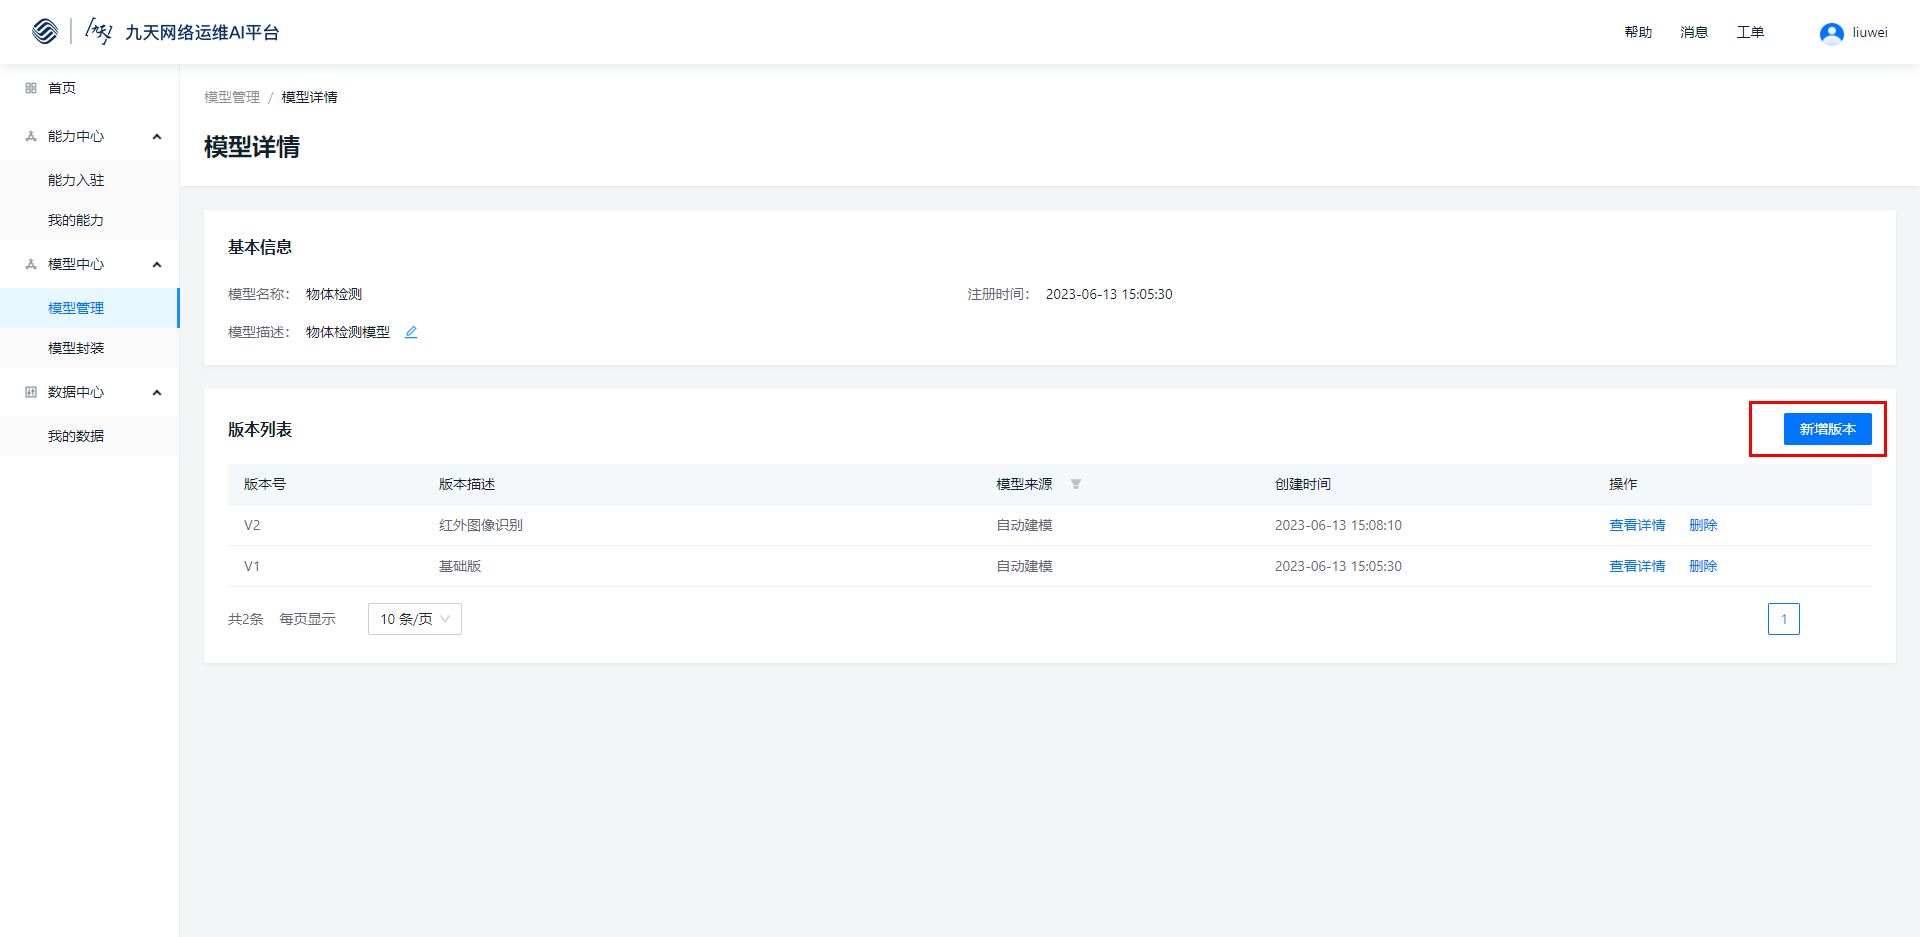 九天 九天网络运维AI平台
帮助 消息 工单 liuwei
首页
能力中心
能力入驻
我的能力
模型中心
模型管理
模型封装
数据中心
我的数据
模型管理 / 模型详情
模型详情
基本信息
模型名称： 物体检测 注册时间： 2023-06-13 15:05:30
模型描述： 物体检测模型
版本列表 新增版本
版本号 版本描述 模型来源 创建时间 操作
V2 红外图像识别 自动建模 2023-06-13 15:08:10 查看详情 删除
V1 基础版 自动建模 2023-06-13 15:05:30 查看详情 删除
共2条 每页显示 10 条/页 1